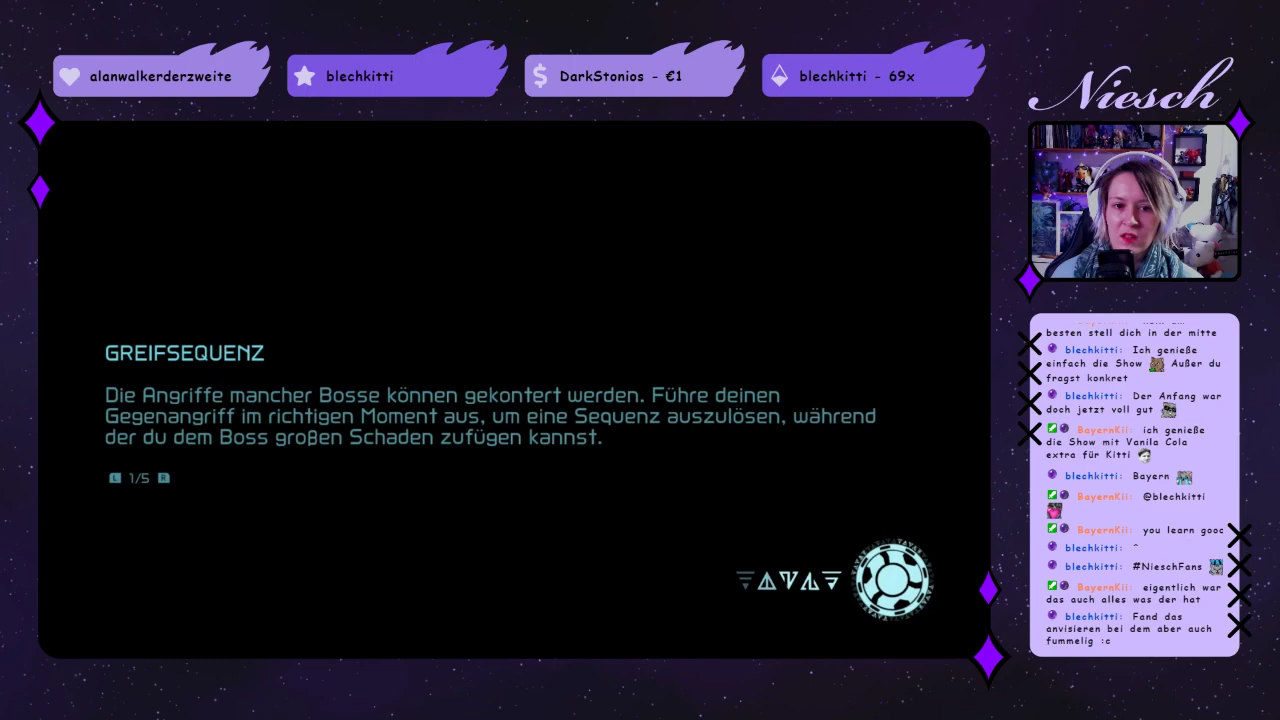 alanwalkerderzweite
blechkitti
DarkStonios - €1
blechkitti - 69x
Niesch
GREIFSEQUENZ
Die Angriffe mancher Bosse können gekontert werden. Führe deinen
Gegenangriff im richtigen Moment aus, um eine Sequenz auszulösen, während
der du dem Boss großen Schaden zufügen kannst.
L 1/5 R
besten stell dich in der mitte
blechkitti: Ich genieße
einfach die Show Außer du
fragst konkret
blechkitti: Der Anfang war
doch jetzt voll gut
BayernKii: ich genieße
die Show mit Vanila Cola
extra für Kitti
blechkitti: Bayern
BayernKii: @blechkitti
BayernKii: you learn good
blechkitti: ^
blechkitti: #NieschFans
BayernKii: eigentlich war
das auch alles was der hat
blechkitti: Fand das
anvisieren bei dem aber auch
fummelig :c